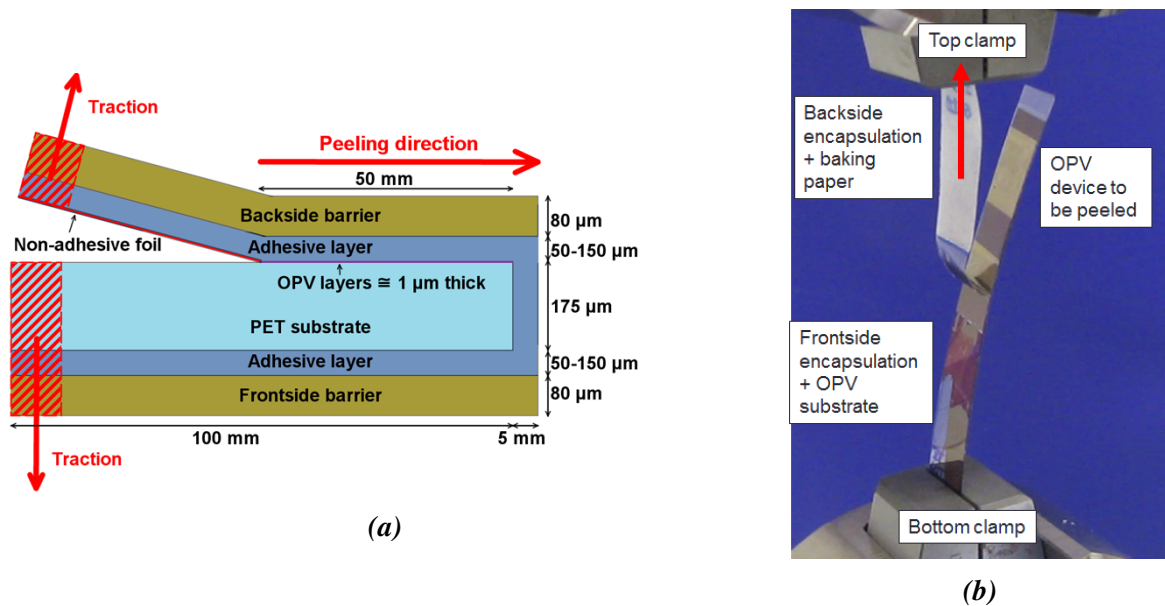 Traction
Peeling direction
50 mm
Backside barrier
80 µm
Non-adhesive foil
Adhesive layer
50-150 µm
OPV layers ≅ 1 µm thick
175 µm
PET substrate
Adhesive layer
50-150 µm
Frontside barrier
80 µm
100 mm
5 mm
Traction
(a)
Top clamp
Backside
encapsulation
+ baking
paper
OPV
device to
be peeled
Frontside
encapsulation
+ OPV
substrate
Bottom clamp
(b)